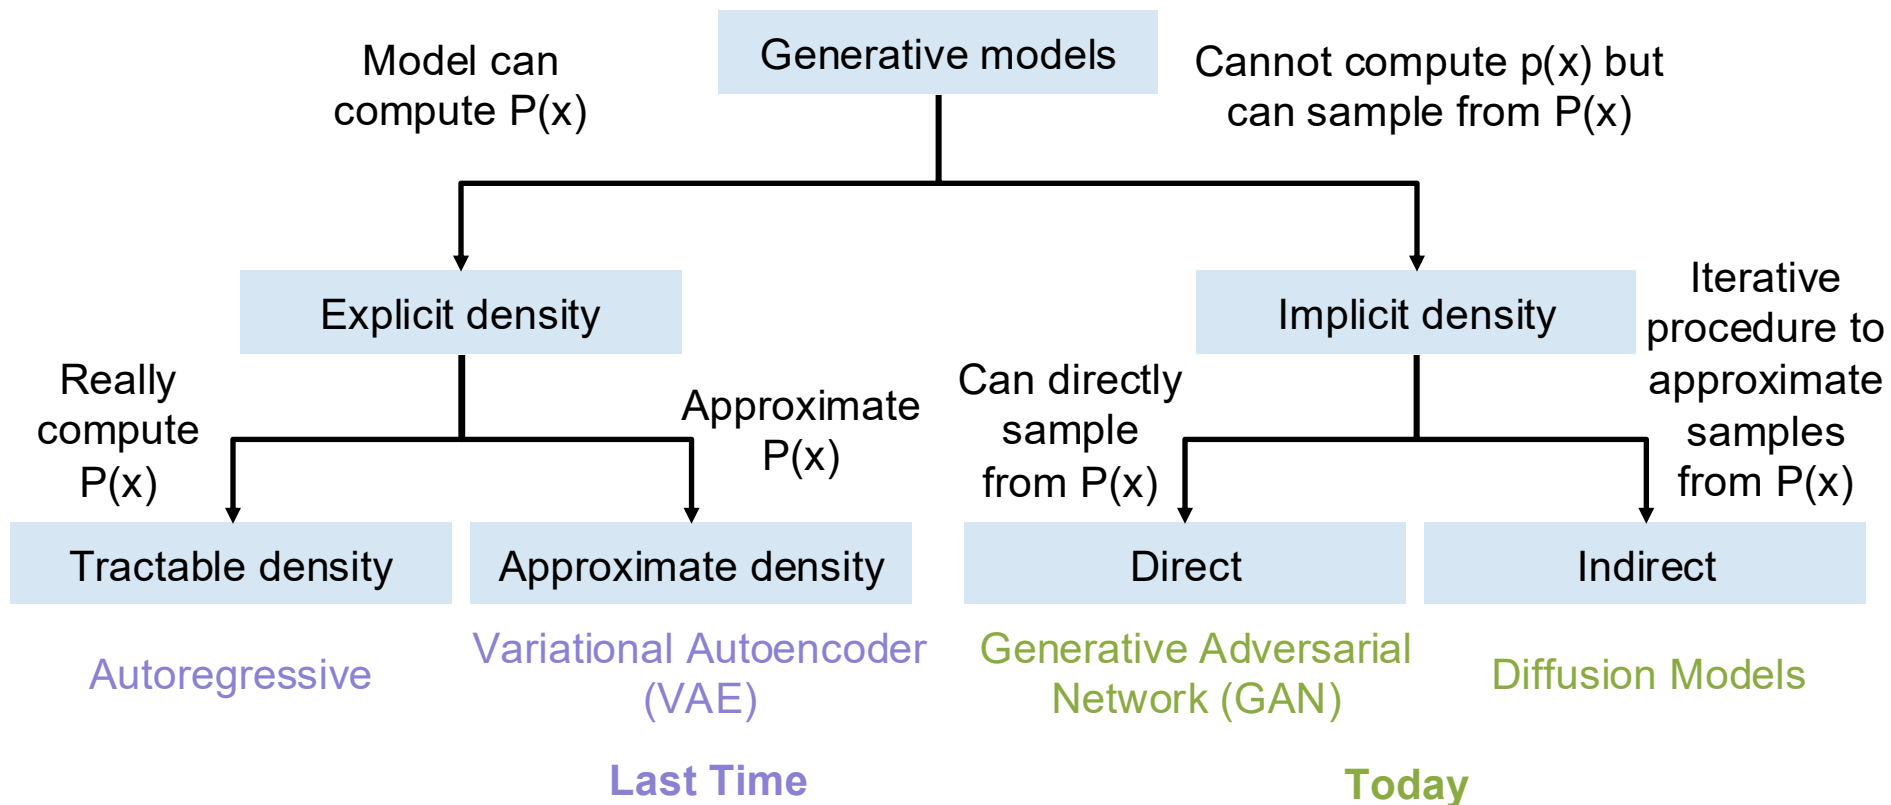 Generative models
Model can
compute P(x)
Cannot compute p(x) but
can sample from P(x)
Explicit density
Implicit density
Really
compute
P(x)
Approximate
P(x)
Can directly
sample
from P(x)
Iterative
procedure to
approximate
samples
from P(x)
Tractable density
Approximate density
Direct
Indirect
Autoregressive
Variational Autoencoder
(VAE)
Generative Adversarial
Network (GAN)
Diffusion Models
Last Time
Today